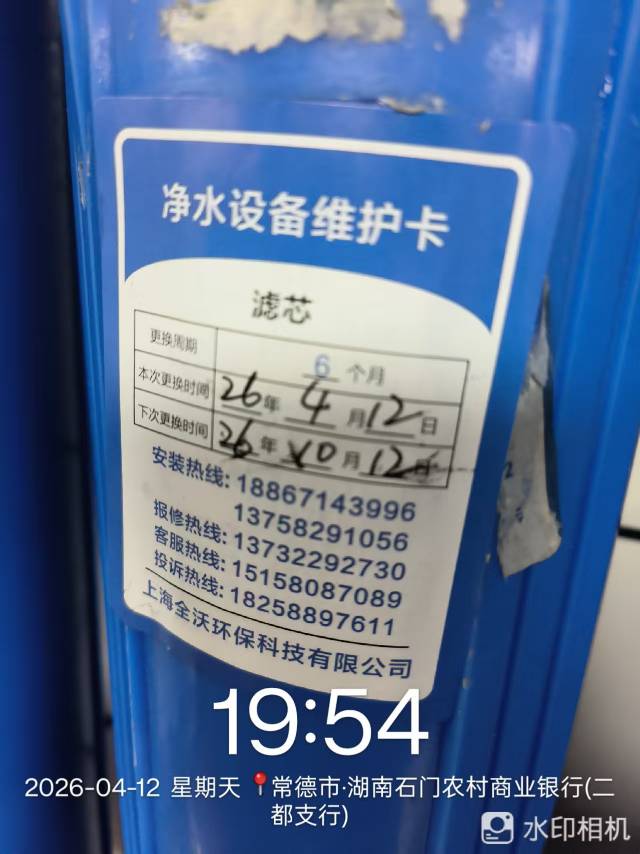 净水设备维护卡
滤芯
更换周期 6 个月
本次更换时间 26年 4月12日
下次更换时间 26年 10月12日
安装热线: 18867143996
13758291056
报修热线: 13732292730
客服热线: 15158087089
投诉热线: 18258897611
上海全沃环保科技有限公司
19:54
2026-04-12 星期天 常德市·湖南石门农村商业银行(二
都支行)
水印相机